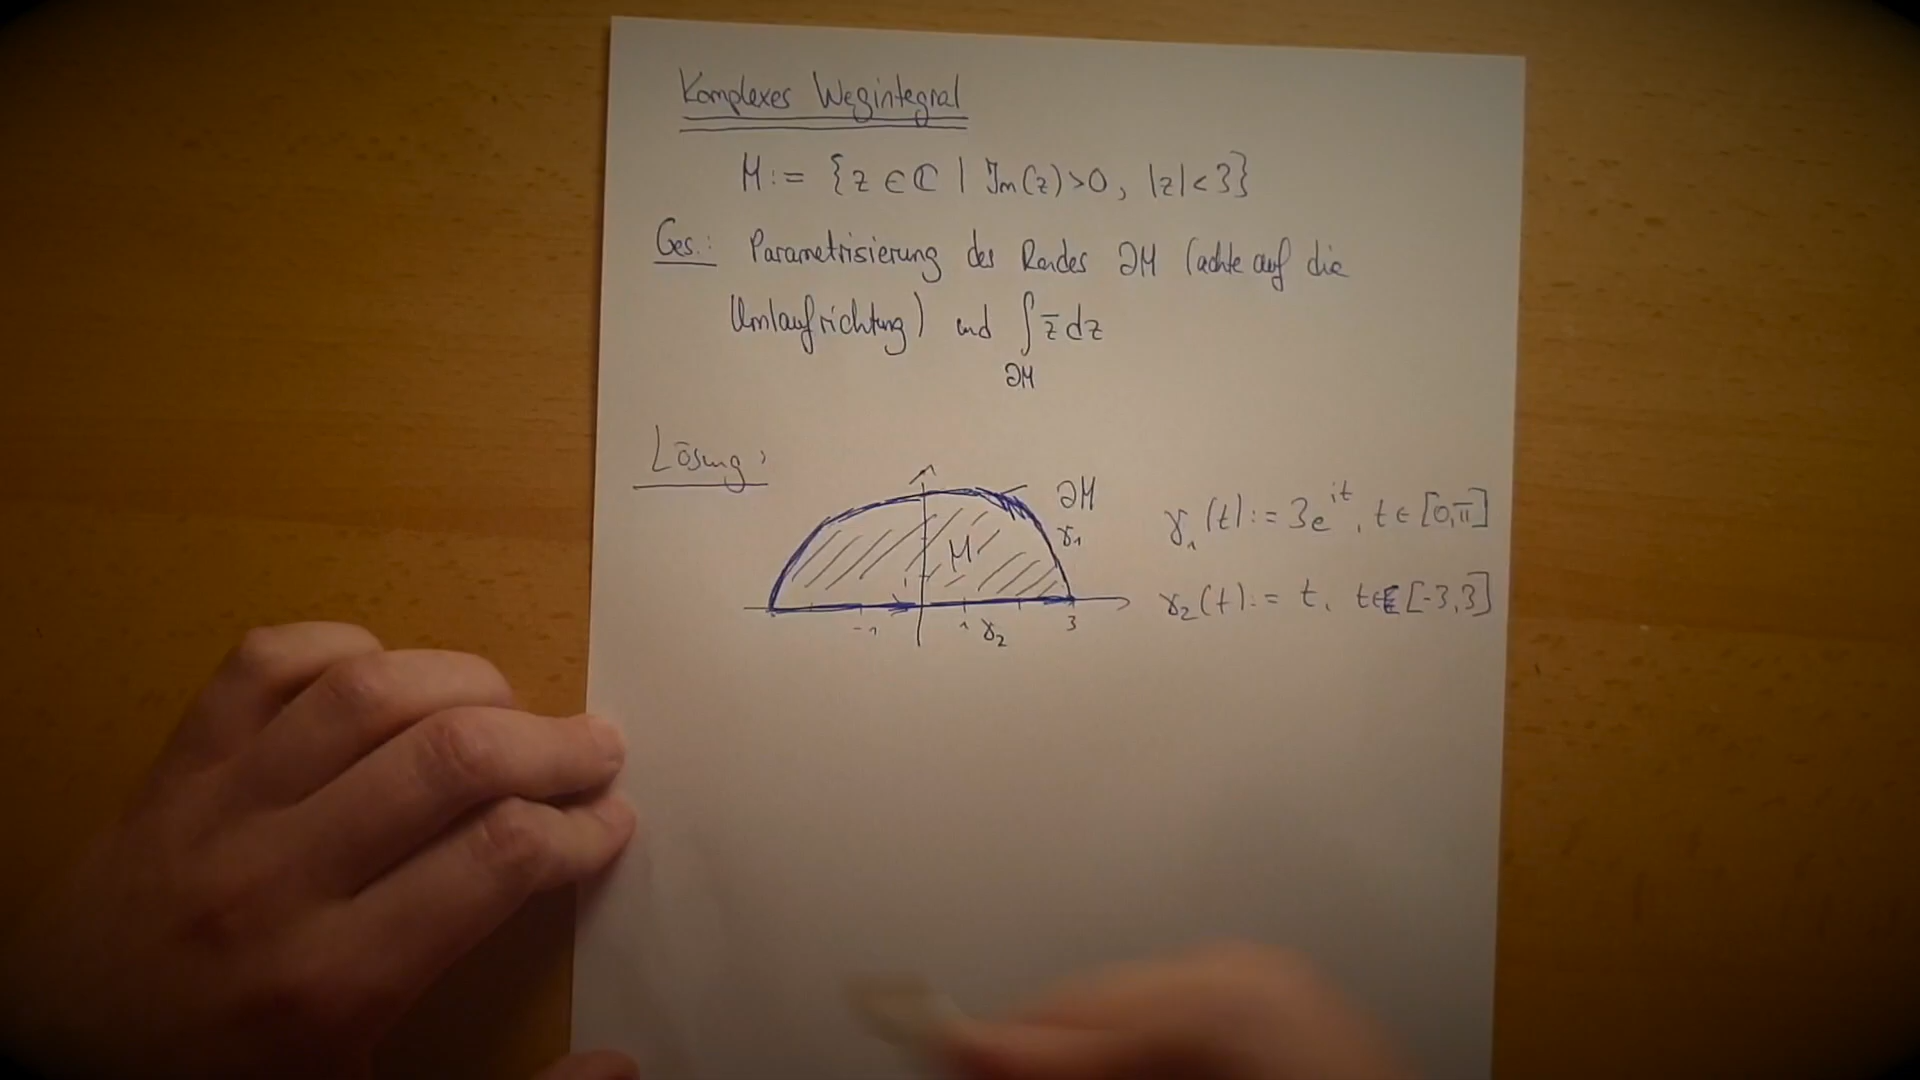 Komplexes Wegintegral
M := {z ∈ ℂ | Im(z)>0, |z|<3}
Ges.: Parametrisierung des Randes ∂M (achte auf die
Umlaufrichtung) und ∫ z̄ dz
∂M
Lösung:
∂M
γ₁
M
-1 1 γ₂ 3
γ₁(t) := 3e^{it}, t ∈ [0,π]
γ₂(t) := t, t ∈ [-3,3]